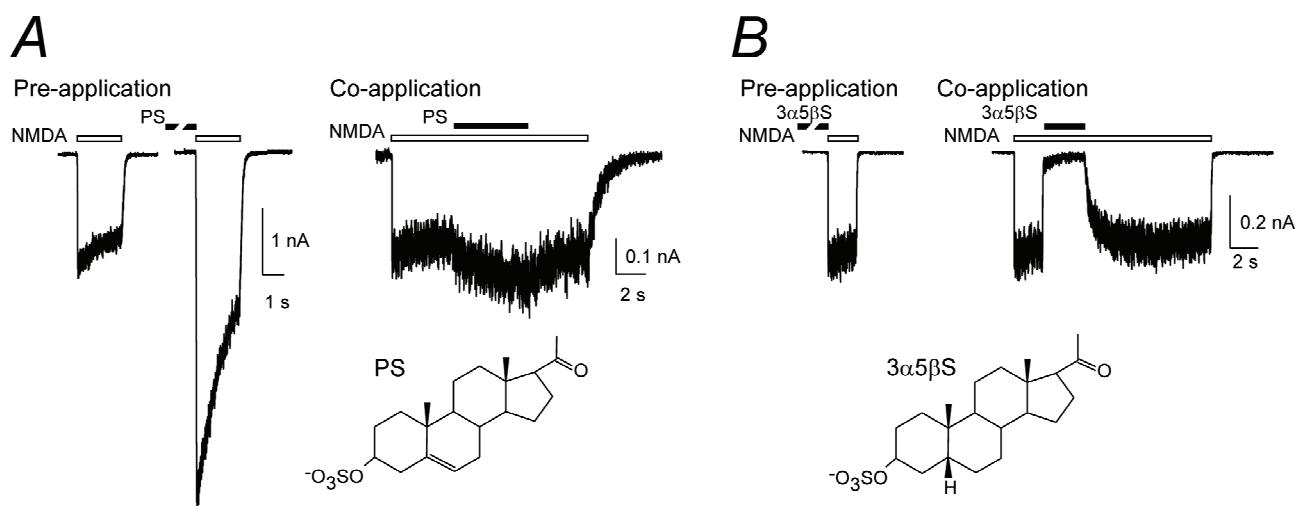 A
Pre-application
PS
NMDA
1 nA
1 s
Co-application
PS
NMDA
0.1 nA
2 s
PS
O
⁻O₃SO
B
Pre-application
3α5βS
NMDA
Co-application
3α5βS
NMDA
0.2 nA
2 s
3α5βS
O
⁻O₃SO
H